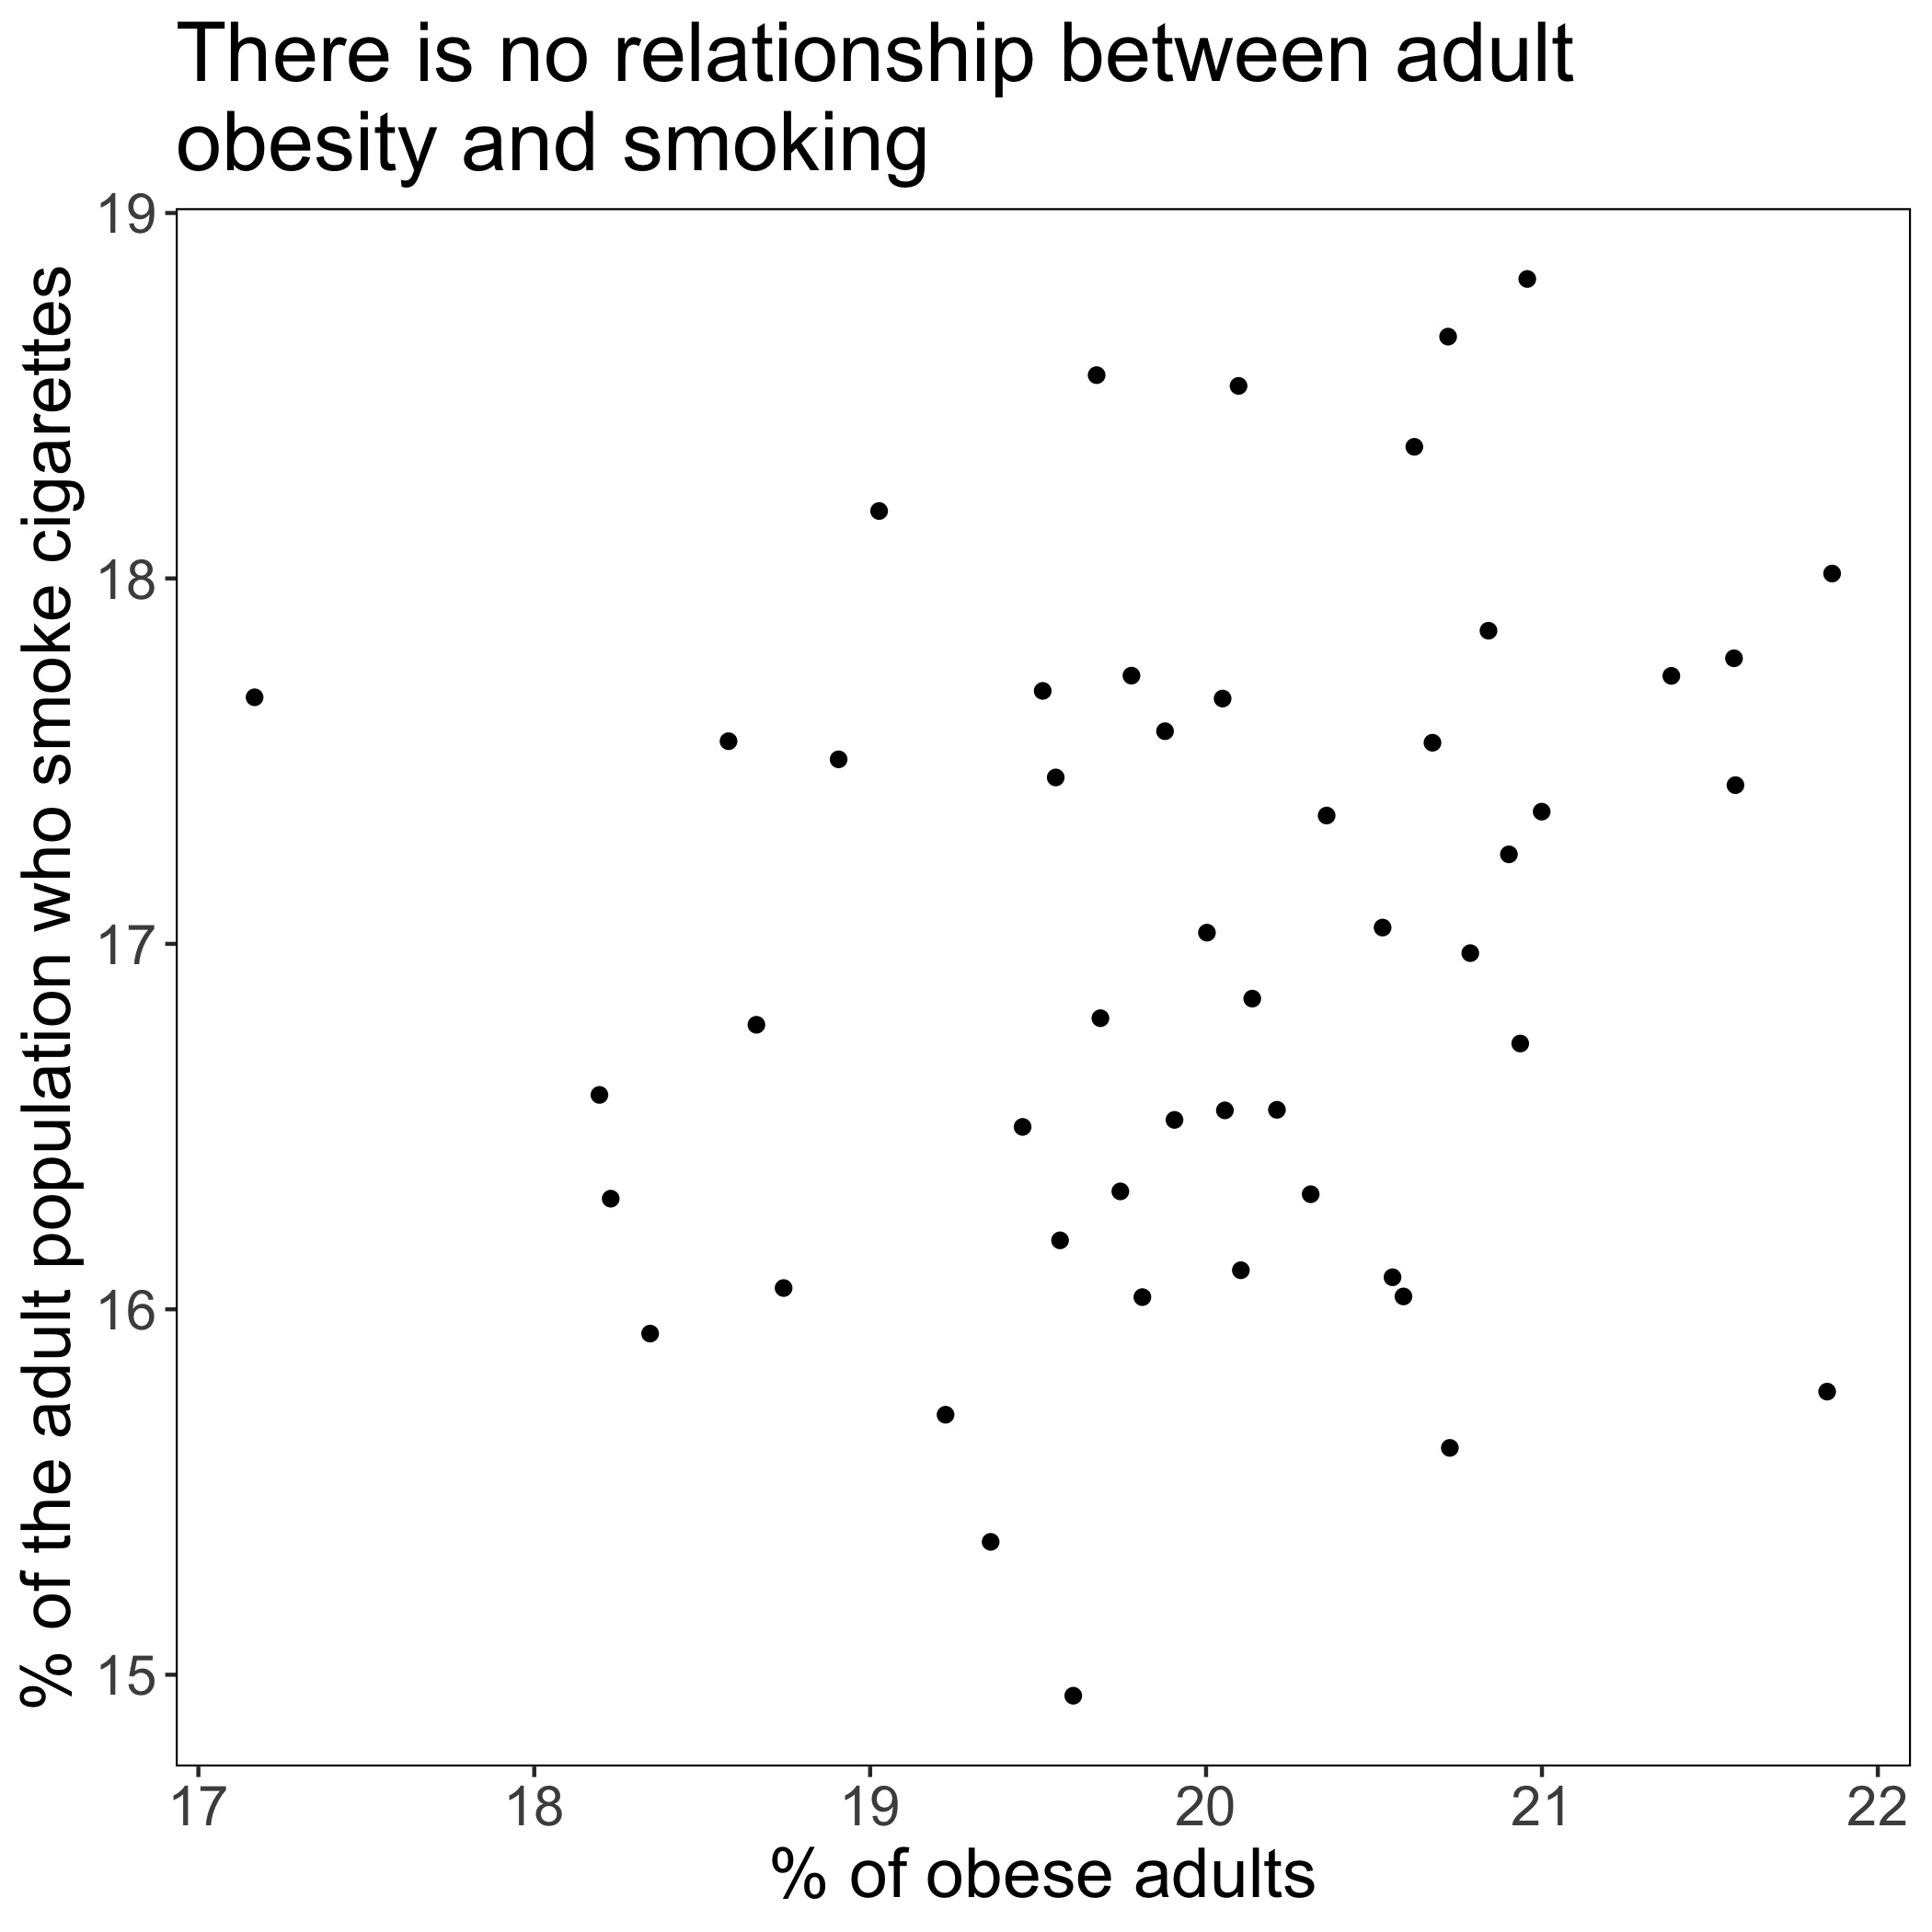 There is no relationship between adult
obesity and smoking
% of the adult population who smoke cigarettes
19
18
17
16
15
17
18
19
20
21
22
% of obese adults